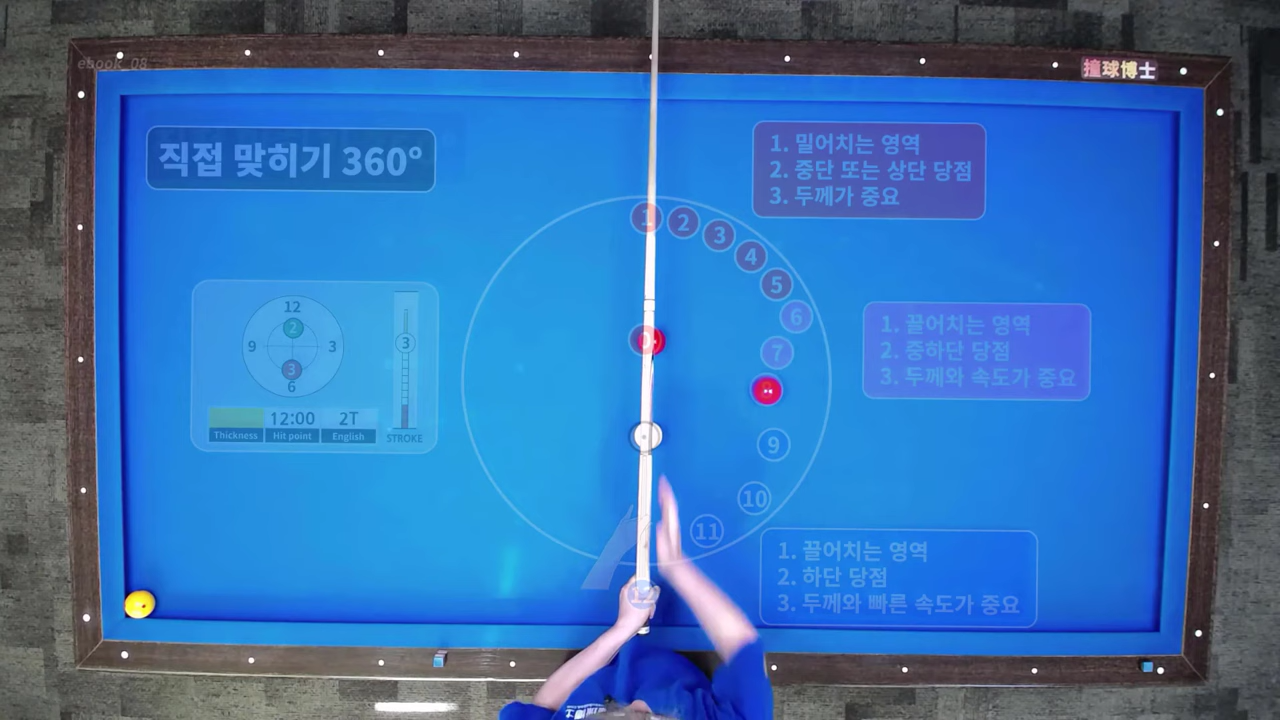 ebook_08
撞球博士
직접 맞히기 360º
1. 밀어치는 영역
2. 중단 또는 상단 당점
3. 두께가 중요
1
2
3
4
5
6
7
0
9
10
11
12
12
2
9
3
3
6
3
12:00
2T
Thickness
Hit point
English
STROKE
1. 끌어치는 영역
2. 중하단 당점
3. 두께와 속도가 중요
1. 끌어치는 영역
2. 하단 당점
3. 두께와 빠른 속도가 중요